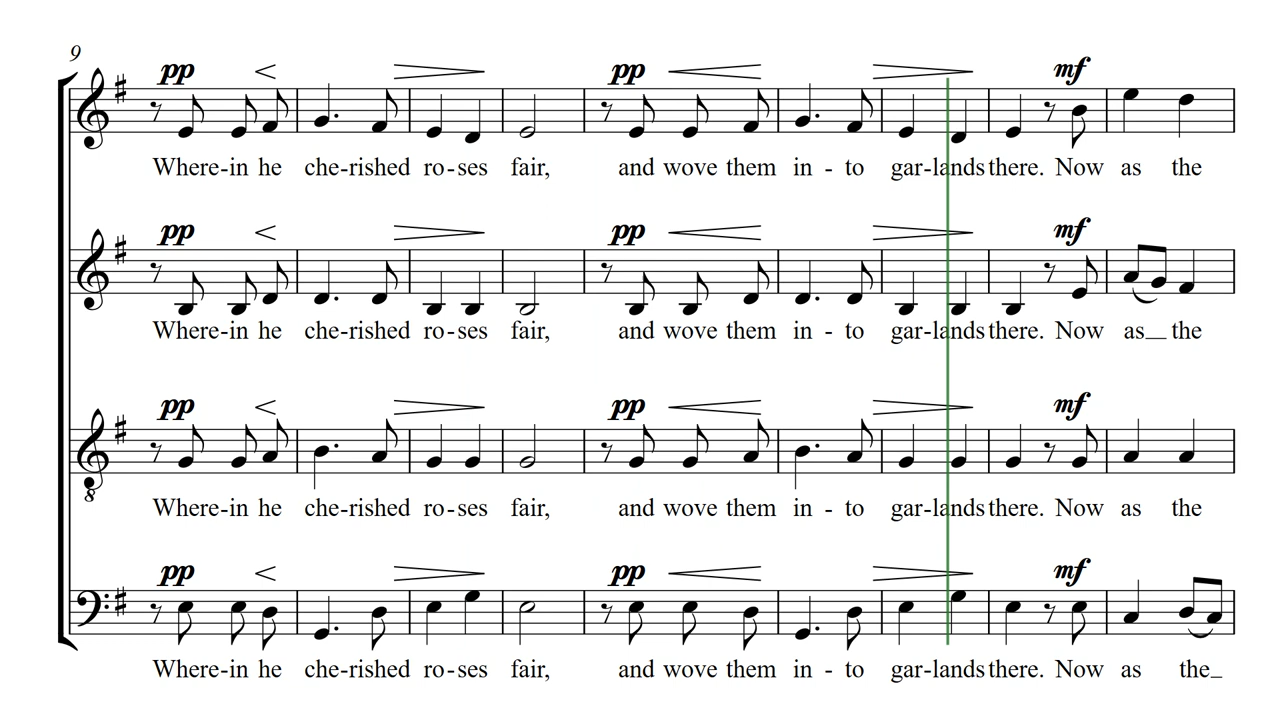 9
pp pp mf
Where-in he che-rished ro-ses fair, and wove them in - to gar-lands there. Now as the
pp pp mf
Where-in he che-rished ro-ses fair, and wove them in - to gar-lands there. Now as__ the
pp pp mf
8
Where-in he che-rished ro-ses fair, and wove them in - to gar-lands there. Now as the
pp pp mf
Where-in he che-rished ro-ses fair, and wove them in - to gar-lands there. Now as the_